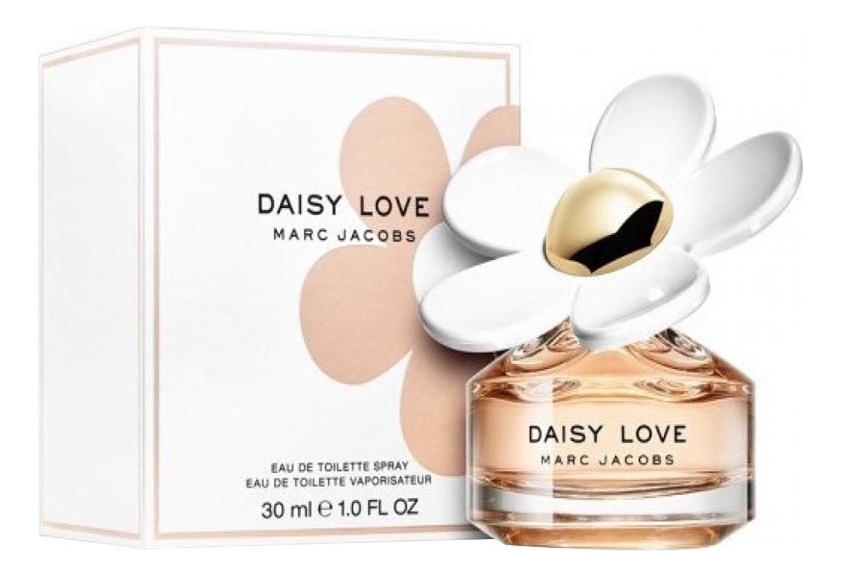 DAISY LOVE
MARC JACOBS
EAU DE TOILETTE SPRAY
EAU DE TOILETTE VAPORISATEUR
30 ml ℮ 1.0 FL OZ
DAISY LOVE
MARC JACOBS